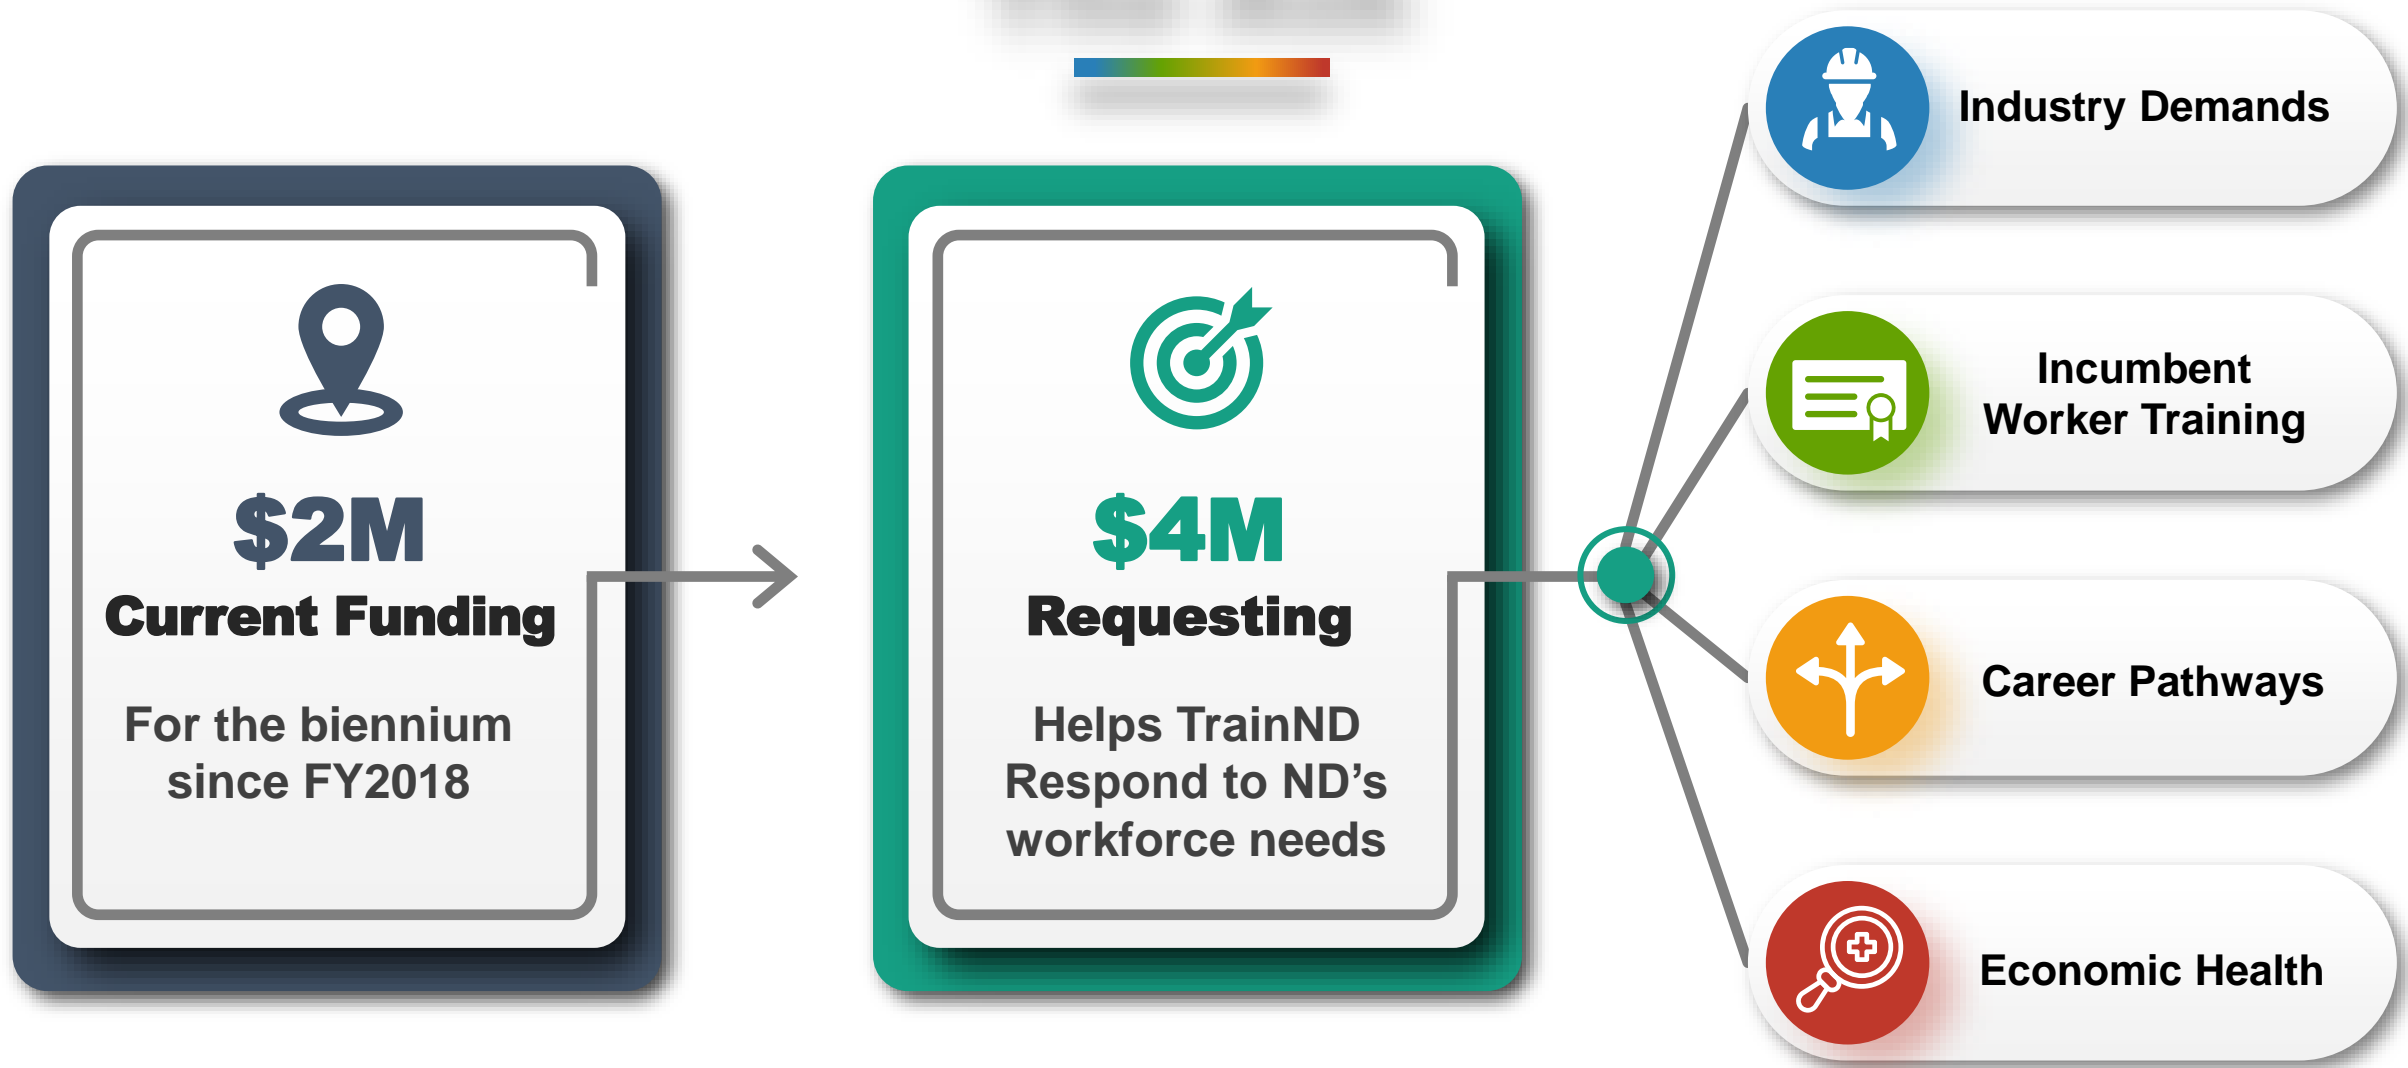 $2M
Current Funding
For the biennium
since FY2018
$4M
Requesting
Helps TrainND
Respond to ND’s
workforce needs
Industry Demands
Incumbent
Worker Training
Career Pathways
Economic Health